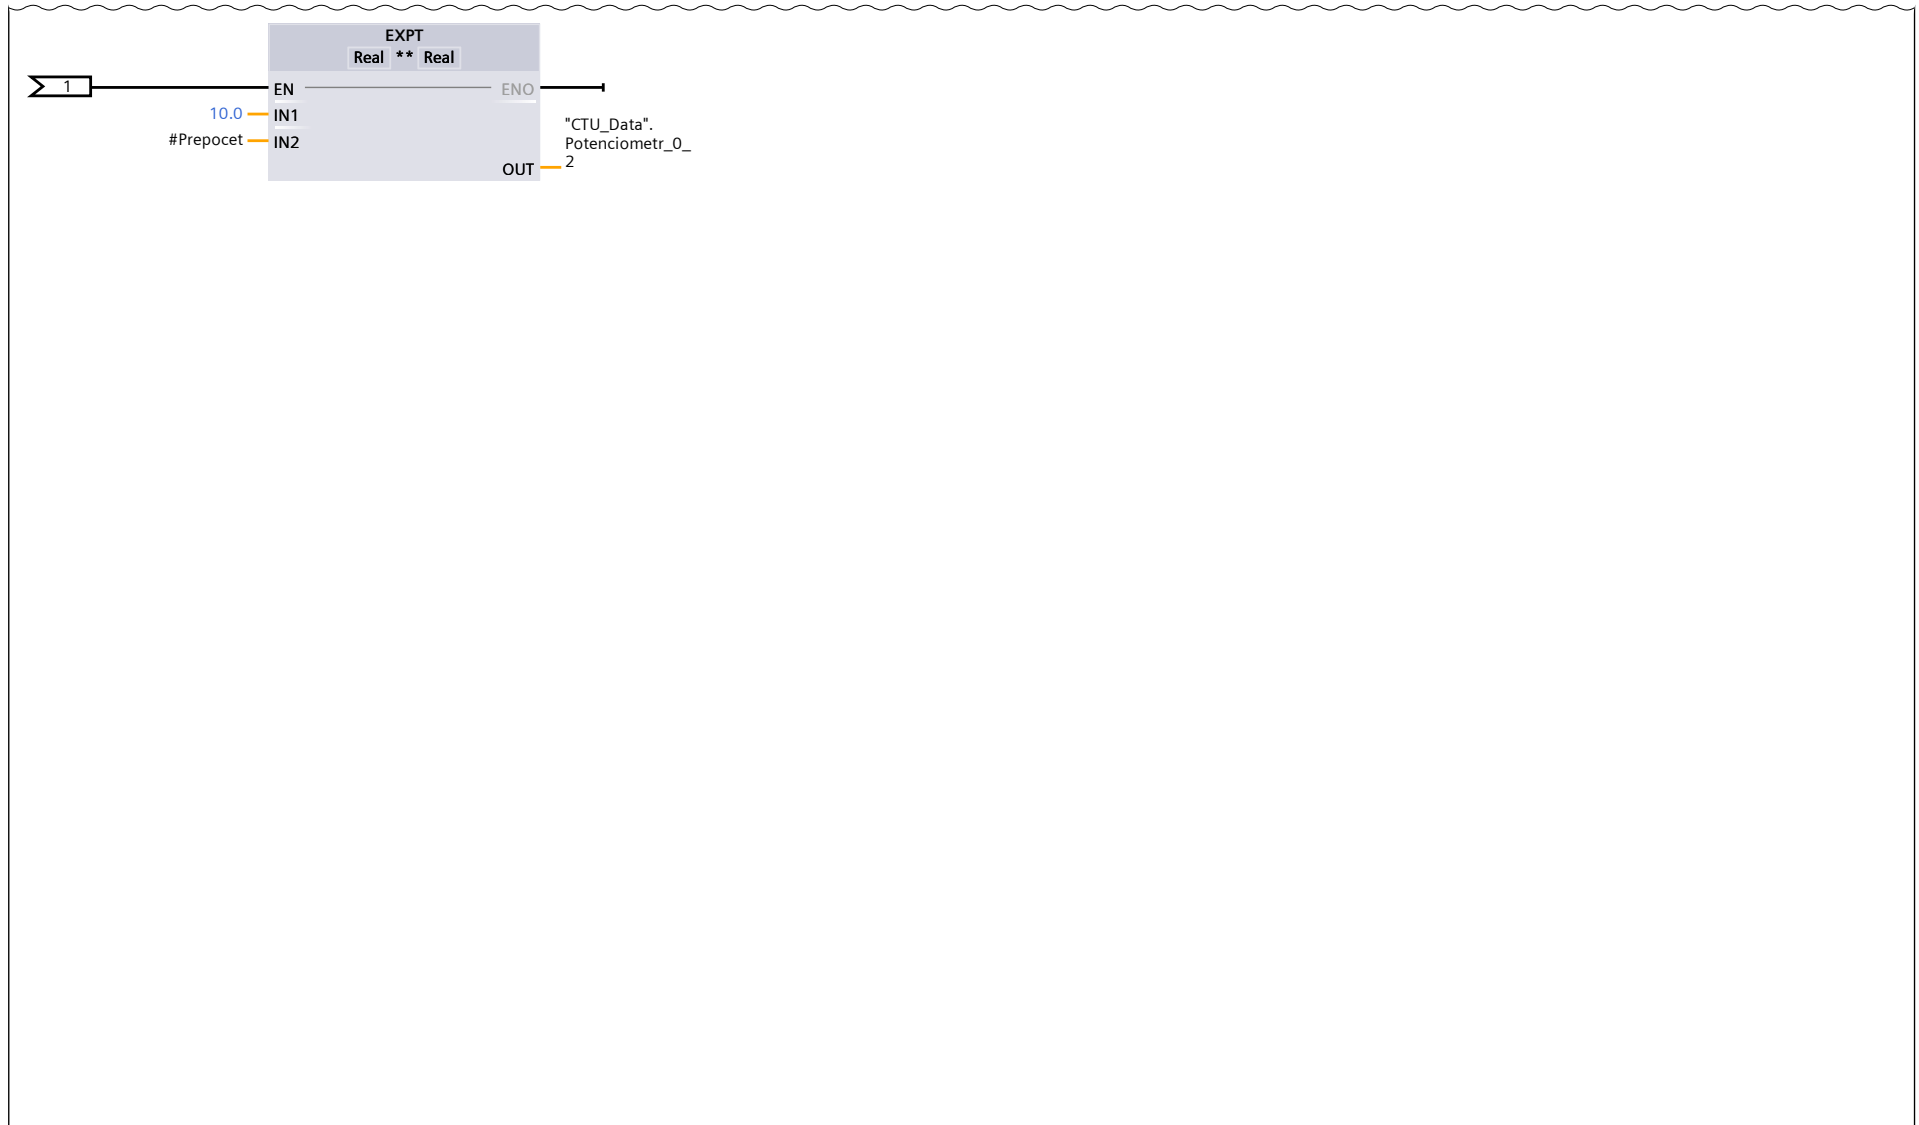 EXPT
Real ** Real
1
EN ENO
10.0 IN1
"CTU_Data".
#Prepocet IN2
Potenciometr_0_
2
OUT